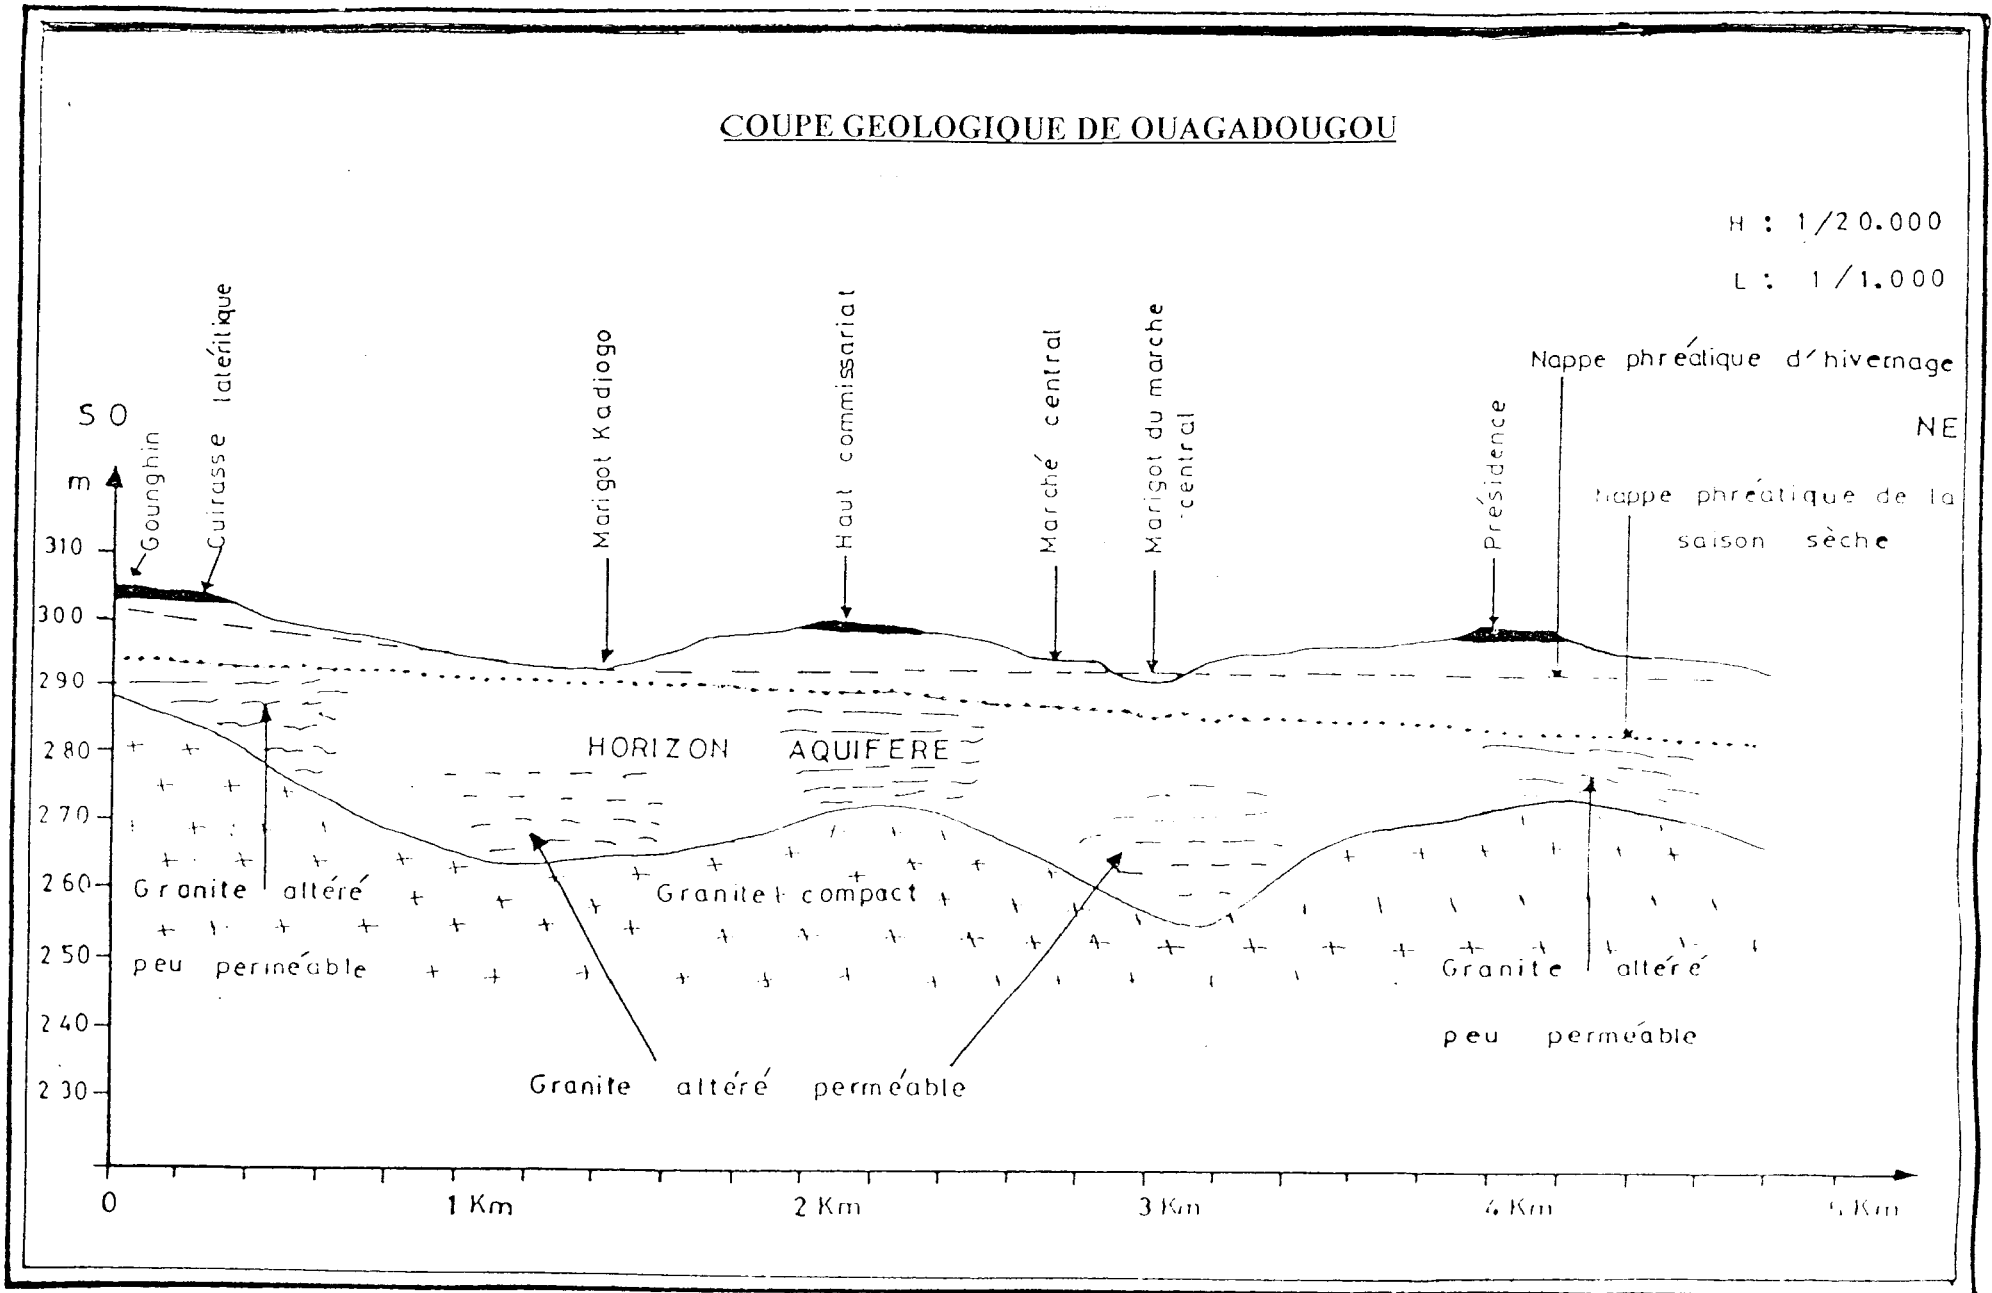 COUPE GEOLOGIQUE DE OUAGADOUGOU
H : 1/20.000
L : 1/1.000
Nappe phréatique d'hivernage
SO
NE
m
Gounghin
Cuirasse latéritique
Marigot Kadiogo
Haut commissariat
Marché central
Marigot du marche
central
Présidence
Nappe phréatique de la
saison sèche
310
300
290
280
270
260
250
240
230
HORIZON AQUIFERE
Granite altéré
peu perméable
Granite compact
Granite altéré
peu perméable
Granite altéré perméable
0
1 Km
2 Km
3 Km
4 Km
Km